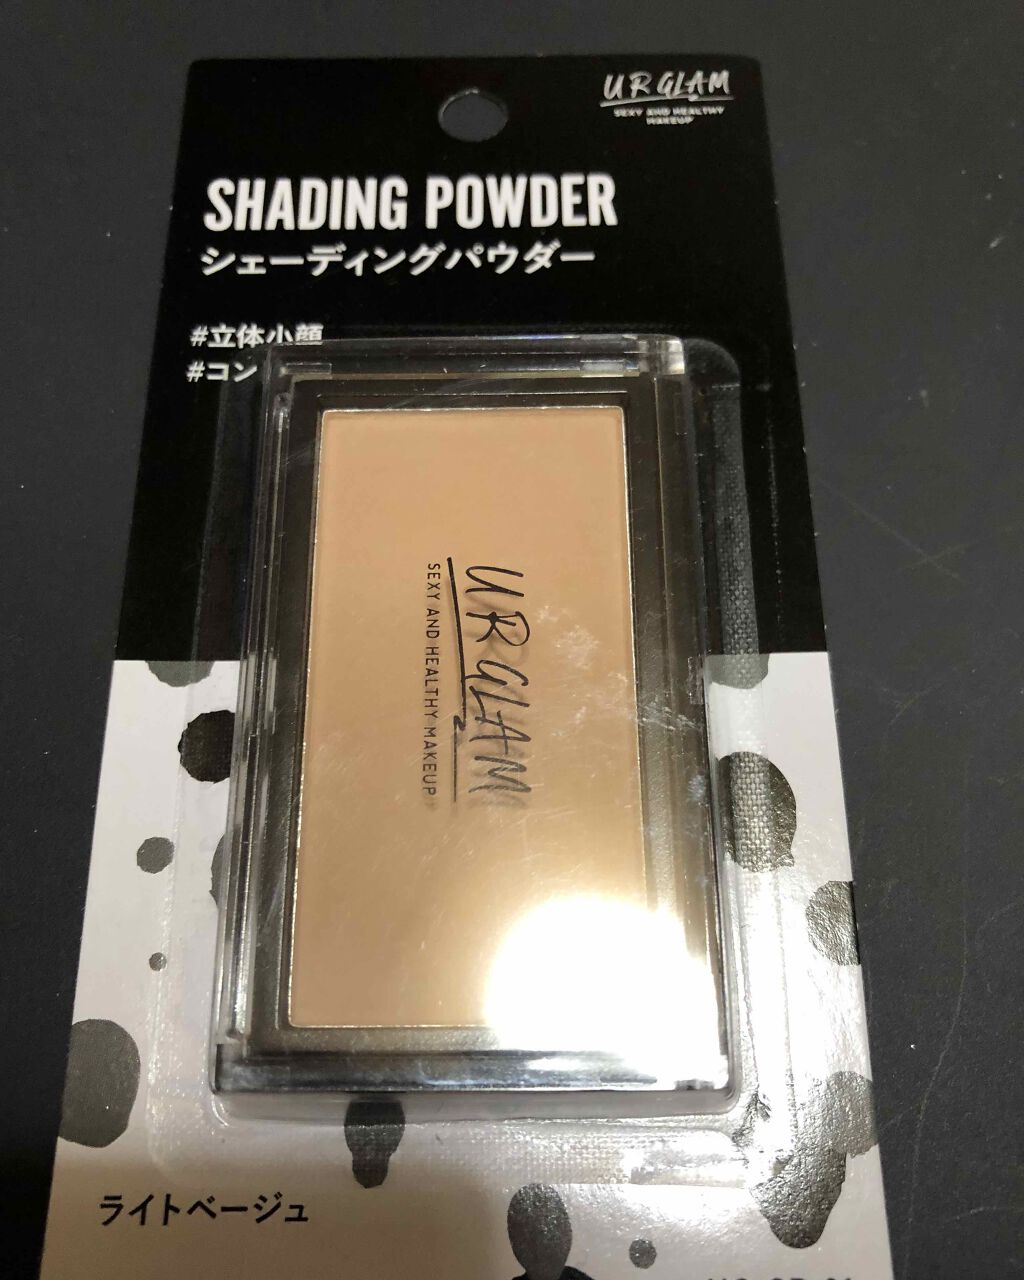 UR GLAM
SEXY AND HEALTHY
MAKEUP
SHADING POWDER
シェーディングパウダー
#立体小顔
#コン
UR GLAM
SEXY AND HEALTHY MAKEUP
ライトベージュ